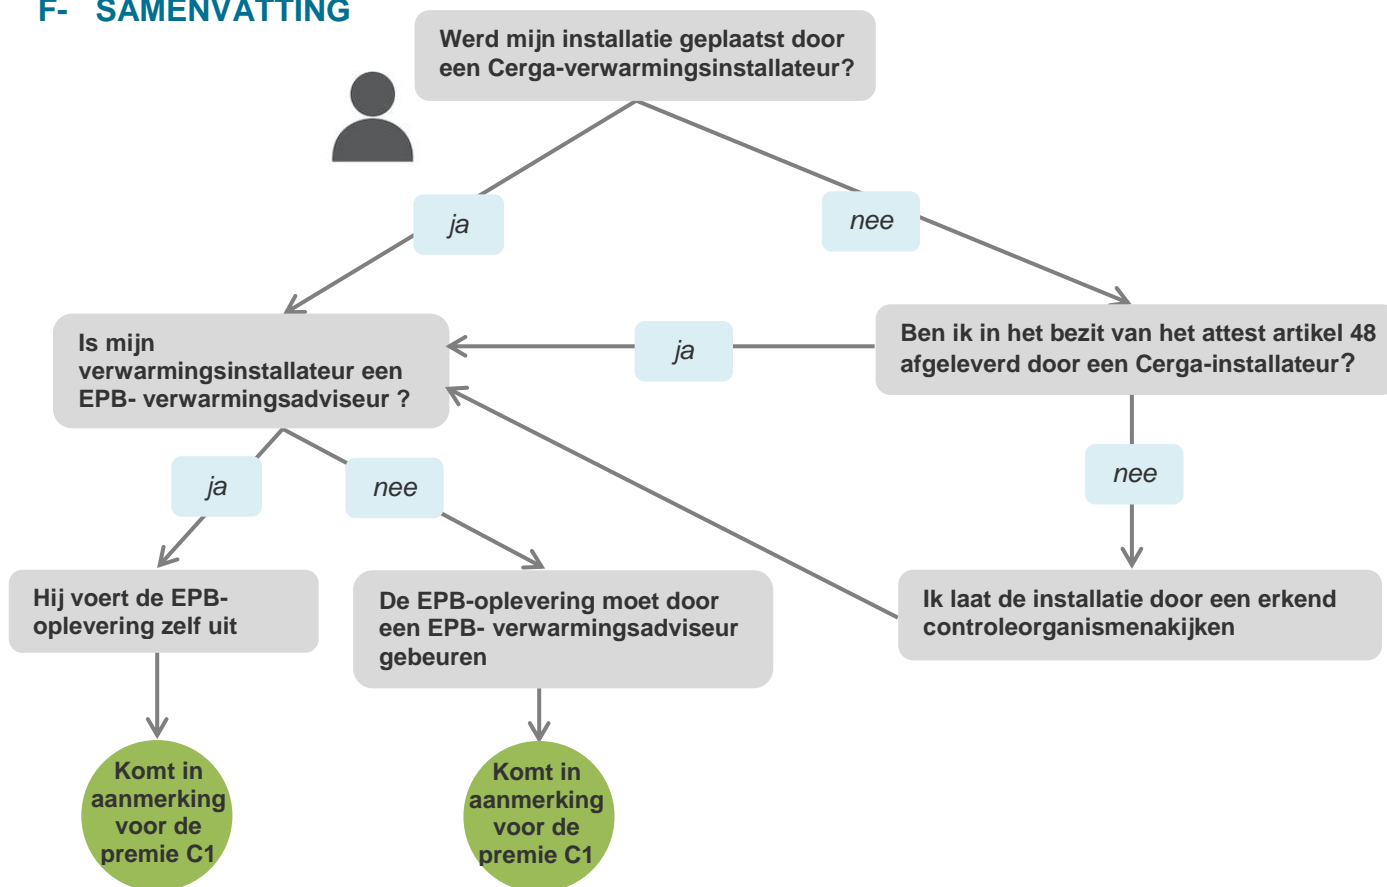 F- SAMENVATTING
Werd mijn installatie geplaatst door
een Cerga-verwarmingsinstallateur?
ja
nee
Is mijn
verwarmingsinstallateur een
EPB- verwarmingsadviseur ?
ja
Ben ik in het bezit van het attest artikel 48
afgeleverd door een Cerga-installateur?
ja
nee
nee
Hij voert de EPB-
oplevering zelf uit
De EPB-oplevering moet door
een EPB- verwarmingsadviseur
gebeuren
Ik laat de installatie door een erkend
controleorganismenakijken
Komt in
aanmerking
voor de
premie C1
Komt in
aanmerking
voor de
premie C1